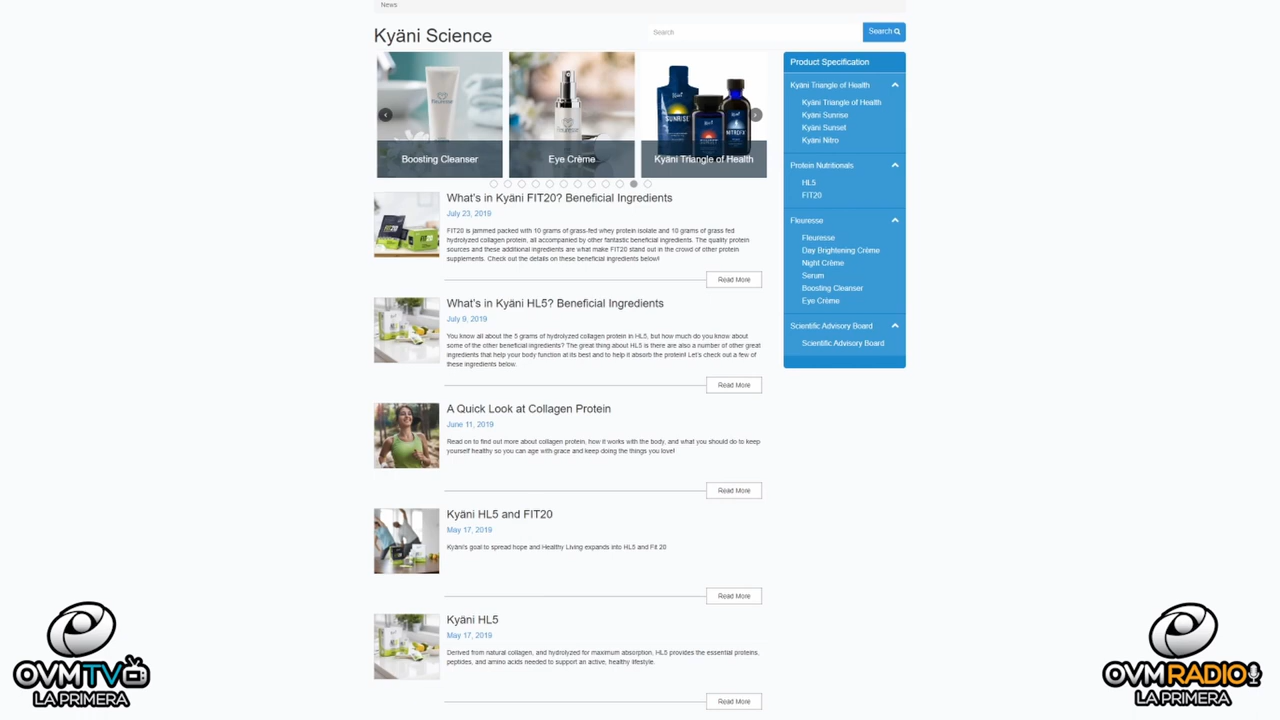 News
Kyäni Science
Search
Search
Boosting Cleanser
Eye Crème
Kyäni Triangle of Health
fleuresse
fleuresse
SUNRISE
NITROFX
What's in Kyäni FIT20? Beneficial Ingredients
July 23, 2019
FIT20 is jammed packed with 10 grams of grass-fed whey protein isolate and 10 grams of grass fed
hydrolyzed collagen protein, all accompanied by other fantastic beneficial ingredients. The quality protein
sources and these additional ingredients are what make FIT20 stand out in the crowd of other protein
supplements. Check out the details on these beneficial ingredients below!
Read More
What's in Kyäni HL5? Beneficial Ingredients
July 9, 2019
You know all about the 5 grams of hydrolyzed collagen protein in HL5, but how much do you know about
some of the other beneficial ingredients? The great thing about HL5 is there are also a number of other great
ingredients that help your body function at its best and to help it absorb the protein! Let's check out a few of
these ingredients below.
Read More
A Quick Look at Collagen Protein
June 11, 2019
Read on to find out more about collagen protein, how it works with the body, and what you should do to keep
yourself healthy so you can age with grace and keep doing the things you love!
Read More
Kyäni HL5 and FIT20
May 17, 2019
Kyäni's goal to spread hope and Healthy Living expands into HL5 and Fit 20
Read More
Kyäni HL5
May 17, 2019
Derived from natural collagen, and hydrolyzed for maximum absorption, HL5 provides the essential proteins,
peptides, and amino acids needed to support an active, healthy lifestyle.
Read More
Product Specification
Kyäni Triangle of Health
Kyäni Triangle of Health
Kyäni Sunrise
Kyäni Sunset
Kyäni Nitro
Protein Nutritionals
HL5
FIT20
Fleuresse
Fleuresse
Day Brightening Crème
Night Crème
Serum
Boosting Cleanser
Eye Crème
Scientific Advisory Board
Scientific Advisory Board
OVMTV
LA PRIMERA
OVMRADIO
LA PRIMERA